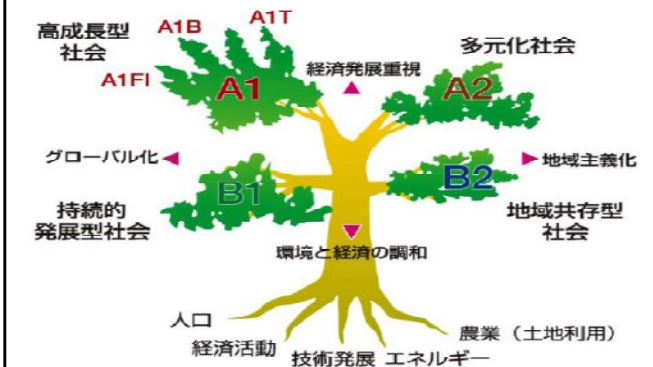 高成長型
社会
A1B
A1T
A1FI
A1
経済発展重視
多元化社会
A2
グローバル化
地域主義化
B1
B2
持続的
発展型社会
地域共存型
社会
環境と経済の調和
人口
経済活動
技術発展
エネルギー
農業（土地利用）